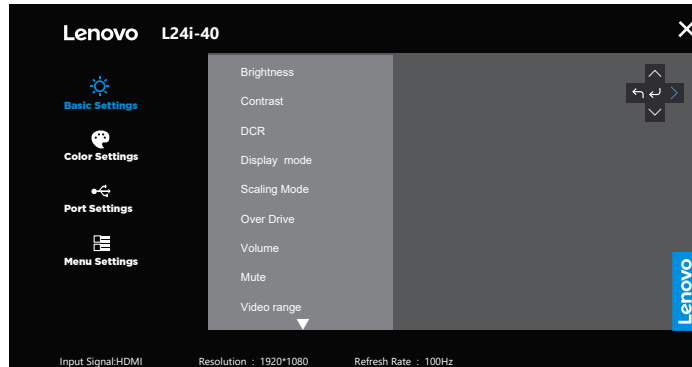 Lenovo L24i-40
Basic Settings
Color Settings
Port Settings
Menu Settings
Brightness
Contrast
DCR
Display mode
Scaling Mode
Over Drive
Volume
Mute
Video range
Lenovo
Input Signal:HDMI Resolution : 1920*1080 Refresh Rate : 100Hz